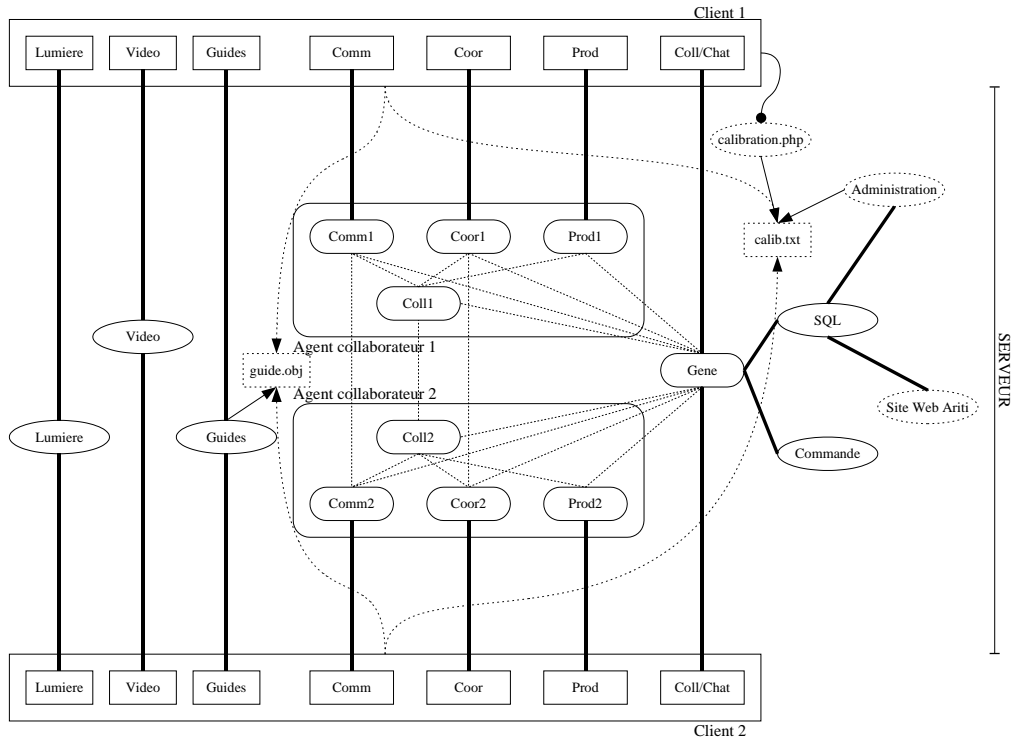 Client 1
Lumiere
Video
Guides
Comm
Coor
Prod
Coll/Chat
calibration.php
Administration
Comm1
Coor1
Prod1
calib.txt
Coll1
SQL
Video
Agent collaborateur 1
SERVEUR
guide.obj
Gene
Agent collaborateur 2
Site Web Ariti
Lumiere
Guides
Coll2
Commande
Comm2
Coor2
Prod2
Lumiere
Video
Guides
Comm
Coor
Prod
Coll/Chat
Client 2